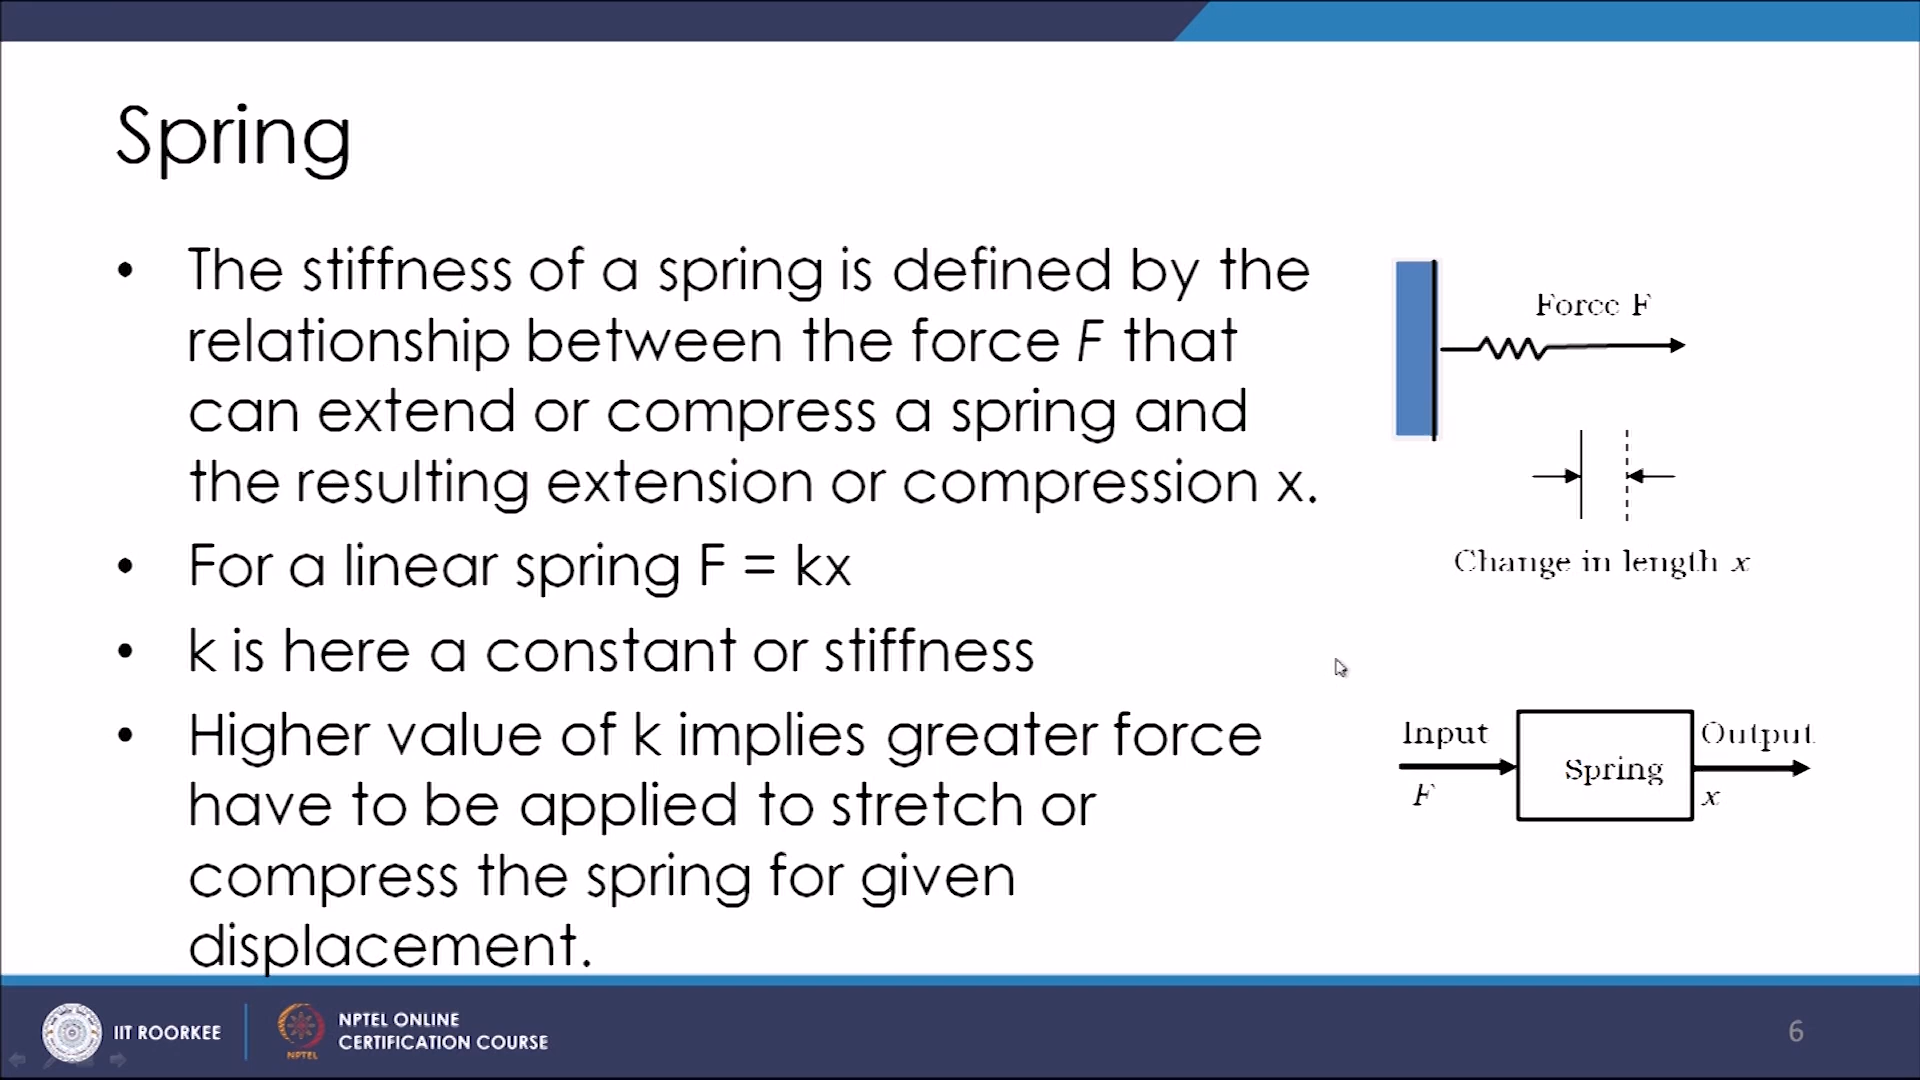 Spring
• The stiffness of a spring is defined by the
relationship between the force F that
can extend or compress a spring and
the resulting extension or compression x.
• For a linear spring F = kx
• k is here a constant or stiffness
• Higher value of k implies greater force
have to be applied to stretch or
compress the spring for given
displacement.
Force F
Change in length x
Input
F
Spring
Output
x
IIT ROORKEE
NPTEL
NPTEL ONLINE
CERTIFICATION COURSE
6